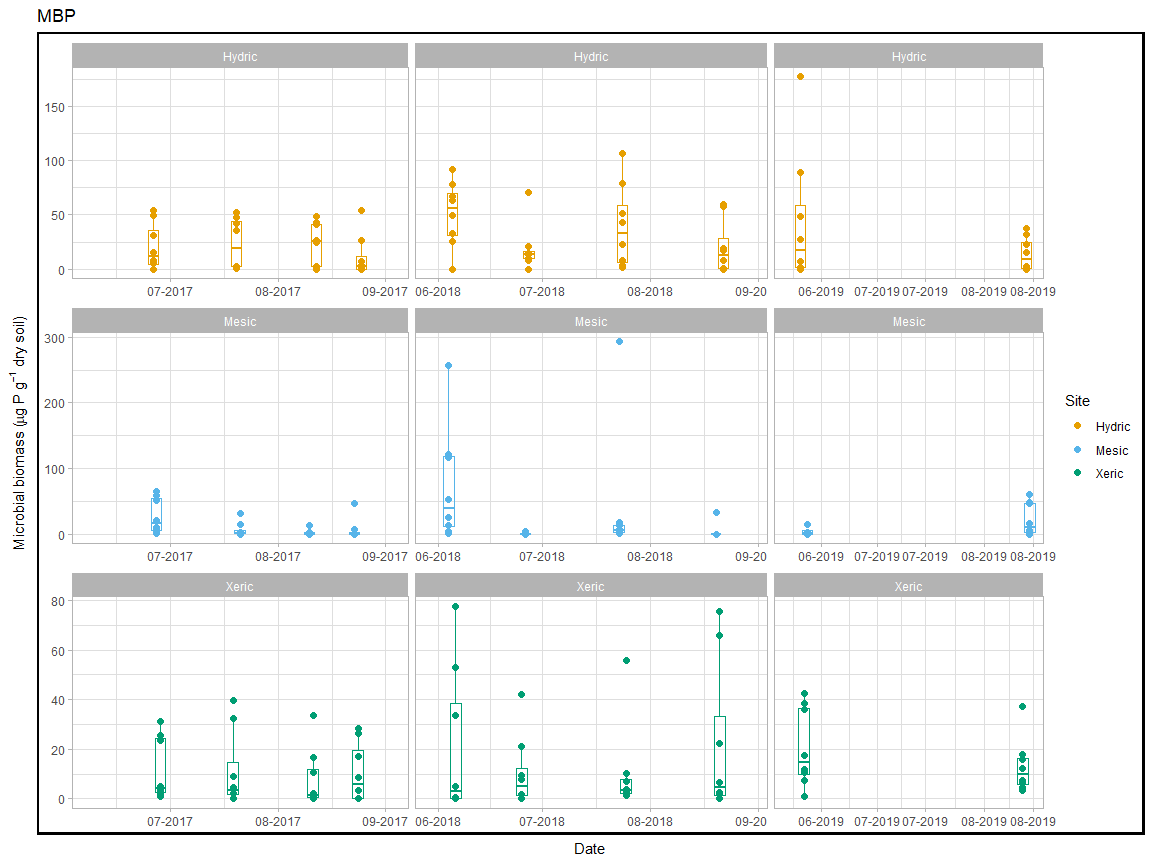 MBP
Hydric Hydric Hydric
150
100
50
0
07-2017 08-2017 09-2017 06-2018 07-2018 08-2018 09-20 06-2019 07-2019 07-2019 08-2019 08-2019
Mesic Mesic Mesic
300
200
100
0
07-2017 08-2017 09-2017 06-2018 07-2018 08-2018 09-20 06-2019 07-2019 07-2019 08-2019 08-2019
Xeric Xeric Xeric
80
60
40
20
0
07-2017 08-2017 09-2017 06-2018 07-2018 08-2018 09-20 06-2019 07-2019 07-2019 08-2019 08-2019
Microbial biomass (μg P g⁻¹ dry soil)
Date
Site
Hydric
Mesic
Xeric